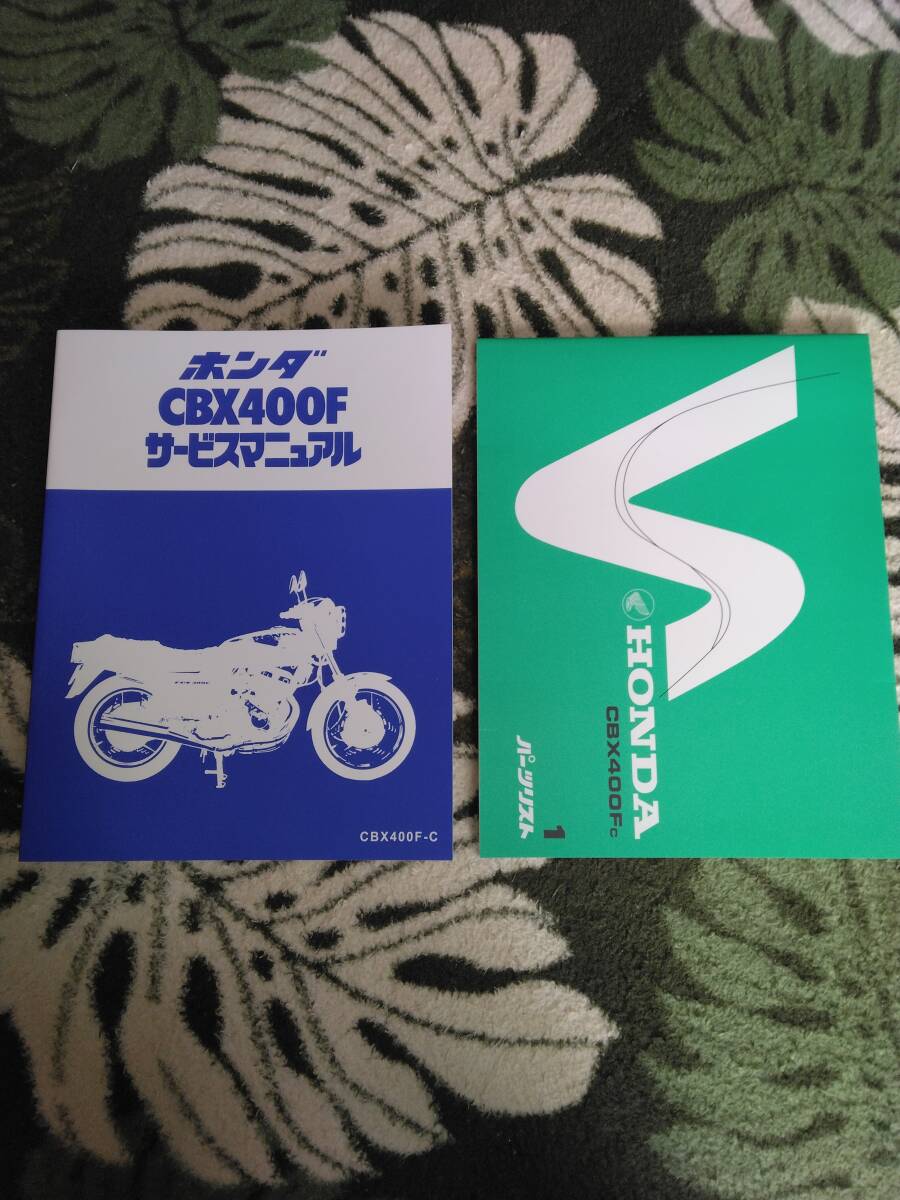 ホンダ
CBX400F
サービスマニュアル
CBX400F-C
HONDA
CBX400Fc
パーツリスト
1